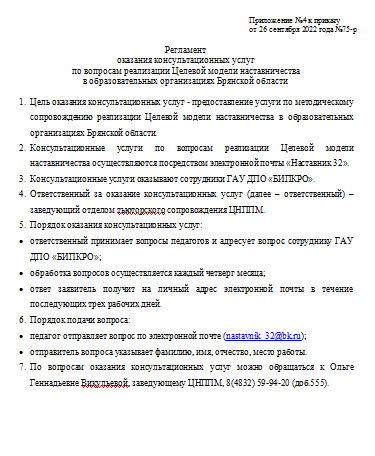 Приложение №4 к приказу
от 26 сентября 2022 года №75-р
Регламент
оказания консультационных услуг
по вопросам реализации Целевой модели наставничества
в образовательных организациях Брянской области
1. Цель оказания консультационных услуг - предоставление услуги по методическому
сопровождению реализации Целевой модели наставничества в образовательных
организациях Брянской области.
2. Консультационные услуги по вопросам реализации Целевой модели
наставничества осуществляются посредством электронной почты «Наставник 32».
3. Консультационные услуги оказывают сотрудники ГАУ ДПО «БИПКРО».
4. Ответственный за оказание консультационных услуг (далее – ответственный) –
заведующий отделом тьюторского сопровождения ЦНППМ.
5. Порядок оказания консультационных услуг:
• ответственный принимает вопросы педагогов и адресует вопрос сотруднику ГАУ
ДПО «БИПКРО»;
• обработка вопросов осуществляется каждый четверг месяца;
• ответ заявитель получит на личный адрес электронной почты в течение
последующих трех рабочих дней.
6. Порядок подачи вопроса:
• педагог отправляет вопрос по электронной почте (nastavnik_32@bk.ru);
• отправитель вопроса указывает фамилию, имя, отчество, место работы.
7. По вопросам оказания консультационных услуг можно обращаться к Ольге
Геннадьевне Викульевой, заведующему ЦНППМ, 8(4832) 59-94-20 (доб.555).